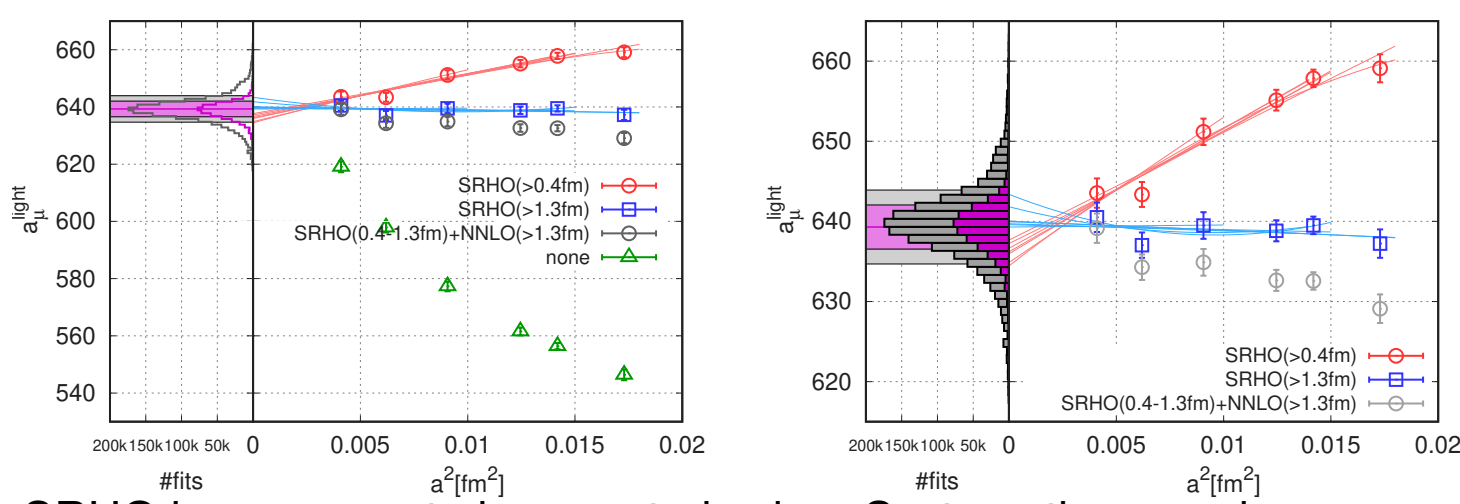 660
640
620
600
580
560
540
a_μ^light
SRHO(>0.4fm)
SRHO(>1.3fm)
SRHO(0.4-1.3fm)+NNLO(>1.3fm)
none
200k150k100k 50k 0 0.005 0.01 0.015 0.02
#fits a²[fm²]
660
650
640
630
620
a_μ^light
SRHO(>0.4fm)
SRHO(>1.3fm)
SRHO(0.4-1.3fm)+NNLO(>1.3fm)
200k150k100k 50k 0 0.005 0.01 0.015 0.02
#fits a²[fm²]